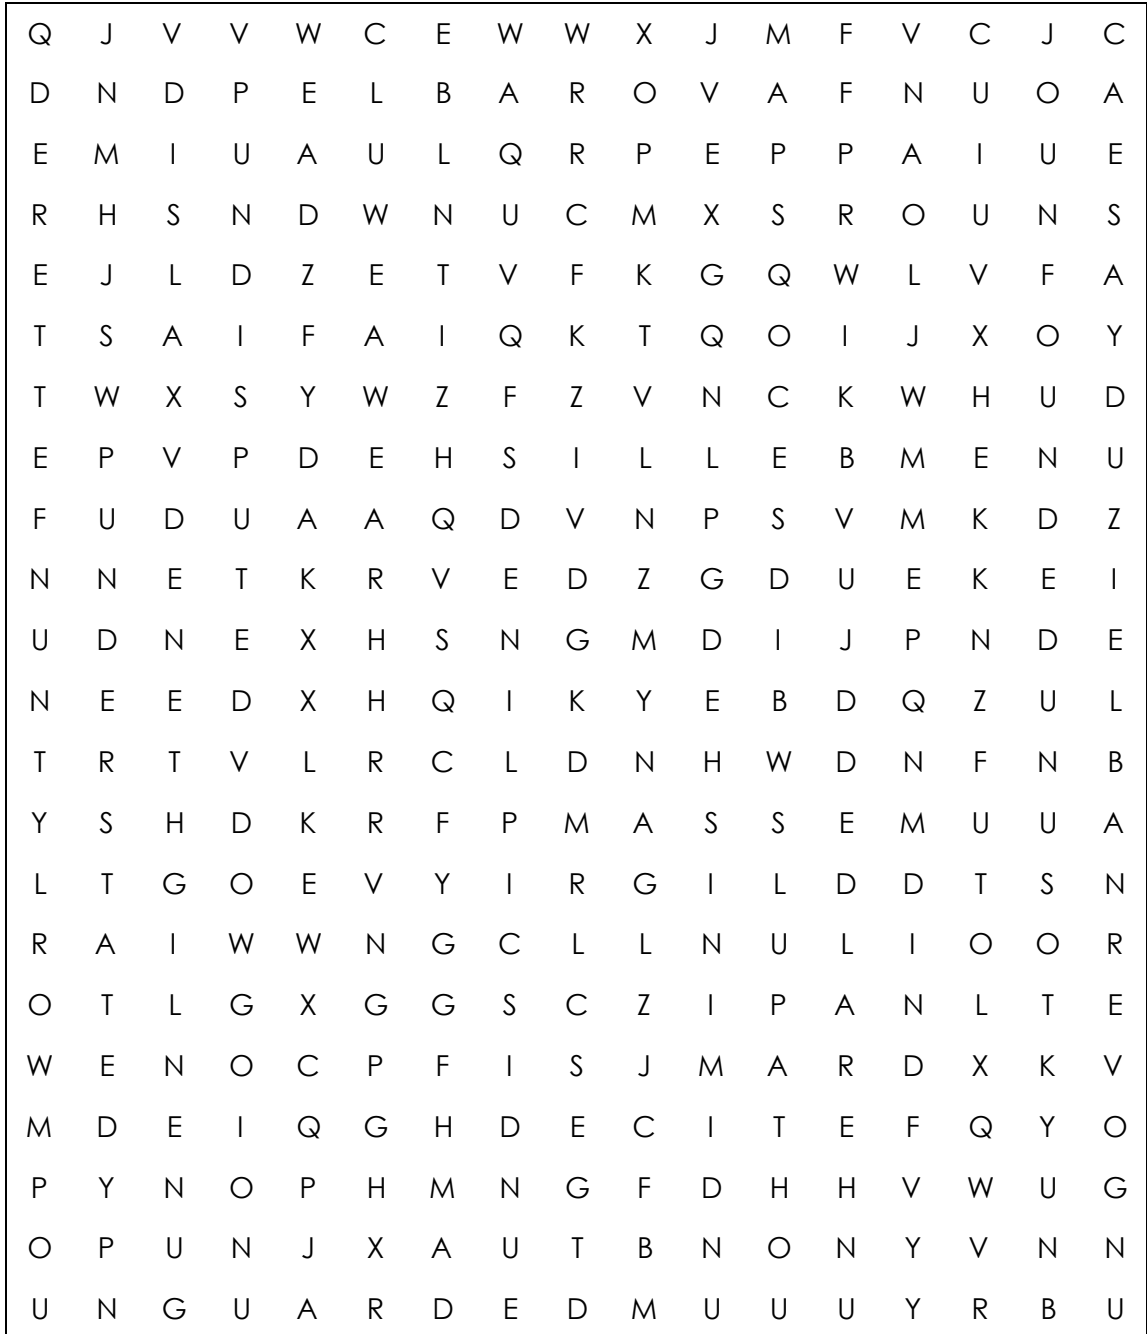 Q J V V W C E W W X J M F V C J C
D N D P E L B A R O V A F N U O A
E M I U A U L Q R P E P P A I U E
R H S N D W N U C M X S R O U N S
E J L D Z E T V F K G Q W L V F A
T S A I F A I Q K T Q O I J X O Y
T W X S Y W Z F Z V N C K W H U D
E P V P D E H S I L L E B M E N U
F U D U A A Q D V N P S V M K D Z
N N E T K R V E D Z G D U E K E I
U D N E X H S N G M D I J P N D E
N E E D X H Q I K Y E B D Q Z U L
T R T V L R C L D N H W D N F N B
Y S H D K R F P M A S S E M U U A
L T G O E V Y I R G I L D D T S N
R A I W W N G C L L N U L I O O R
O T L G X G G S C Z I P A N L T E
W E N O C P F I S J M A R D X K V
M D E I Q G H D E C I T E F Q Y O
P Y N O P H M N G F D H H V W U G
O P U N J X A U T B N O N Y V N N
U N G U A R D E D M U U U Y R B U